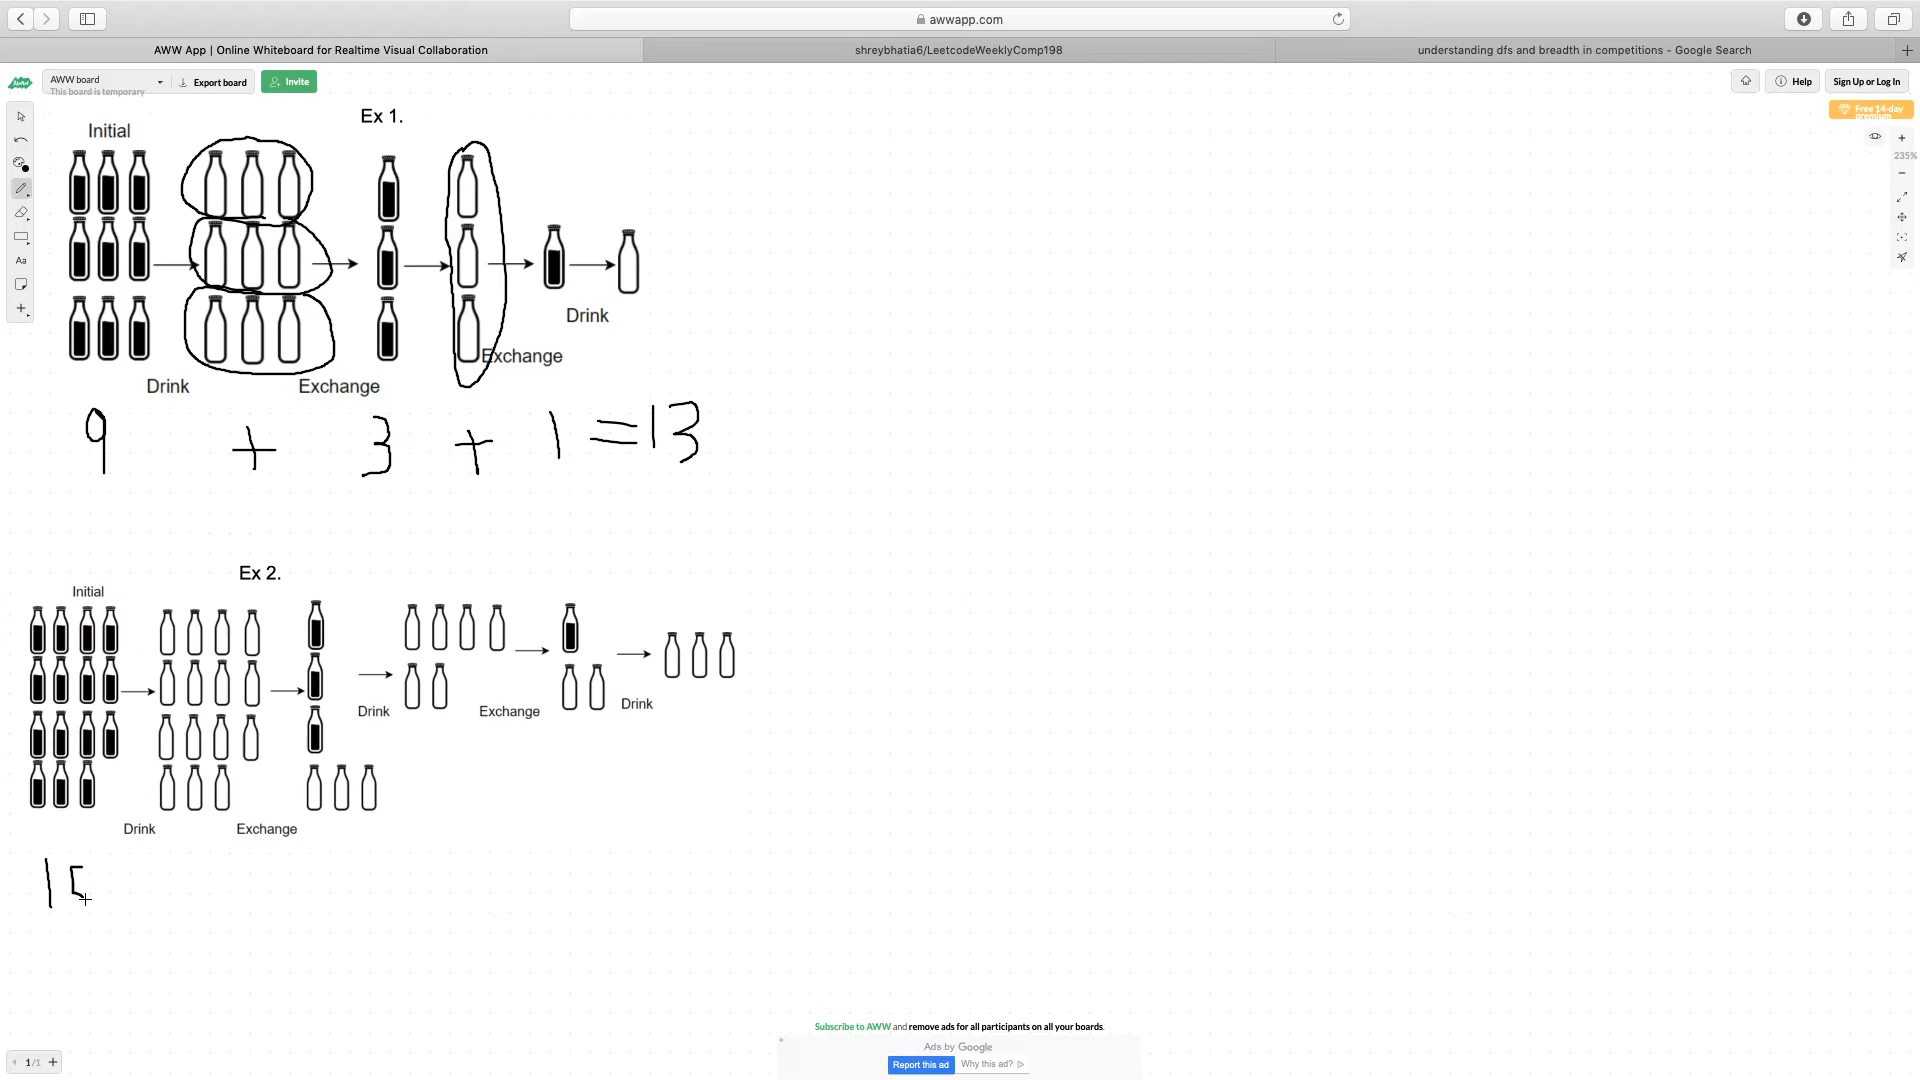 awwapp.com
AWW App | Online Whiteboard for Realtime Visual Collaboration
shreybhatia6/LeetcodeWeeklyComp198
understanding dfs and breadth in competitions - Google Search
AWW board
This board is temporary
Export board
Invite
Help
Sign Up or Log In
Free 14-day
premium
235%
Aa
Ex 1.
Initial
Drink
Exchange
Exchange
Drink
9 + 3 + 1 = 13
Ex 2.
Initial
Drink
Exchange
Drink
Exchange
Drink
15
1/1
Subscribe to AWW and remove ads for all participants on all your boards.
Ads by Google
Report this ad
Why this ad?